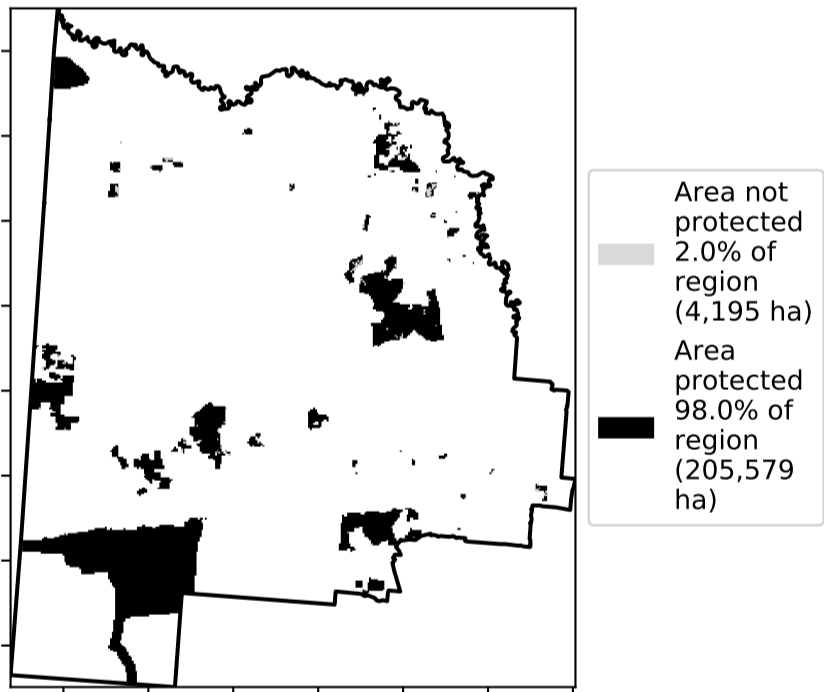 Area not
protected
2.0% of
region
(4,195 ha)
Area
protected
98.0% of
region
(205,579
ha)